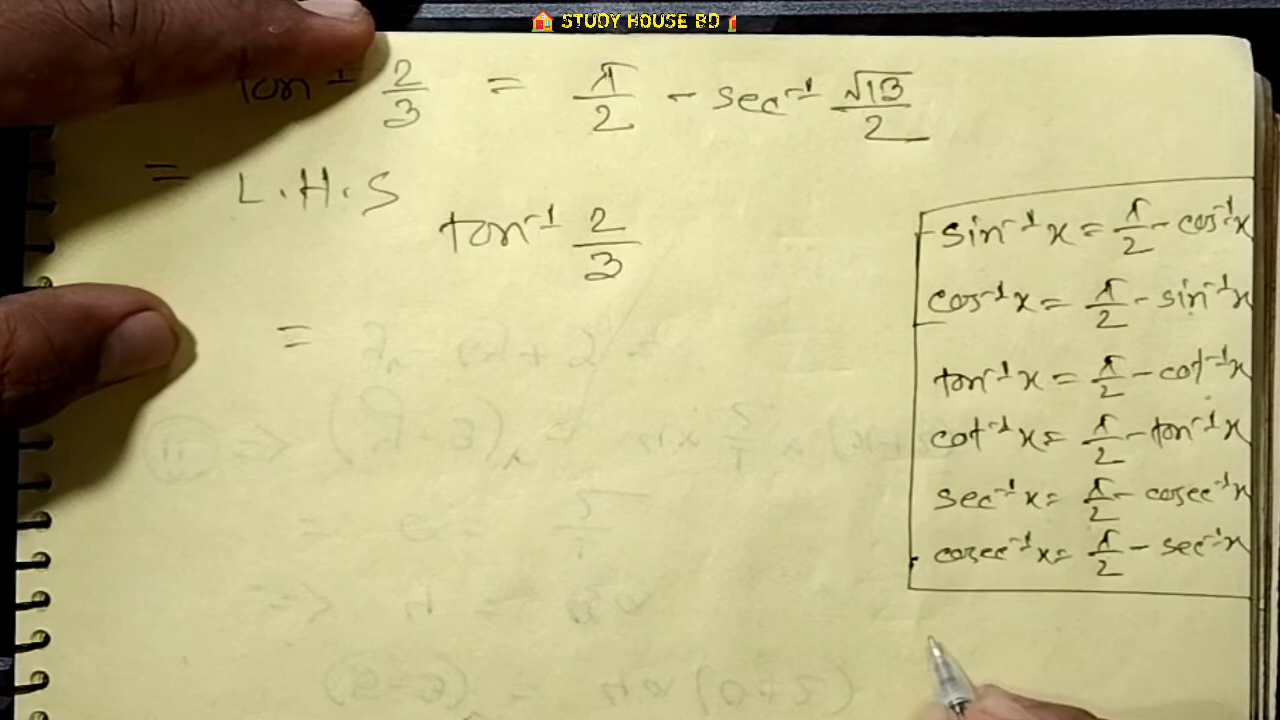 STUDY HOUSE BD
tan⁻¹ 2/3 = π/2 - sec⁻¹ √13/2
= L.H.S
tan⁻¹ 2/3
=
sin⁻¹x = π/2 - cos⁻¹x
cos⁻¹x = π/2 - sin⁻¹x
tan⁻¹x = π/2 - cot⁻¹x
cot⁻¹x = π/2 - tan⁻¹x
sec⁻¹x = π/2 - cosec⁻¹x
cosec⁻¹x = π/2 - sec⁻¹x